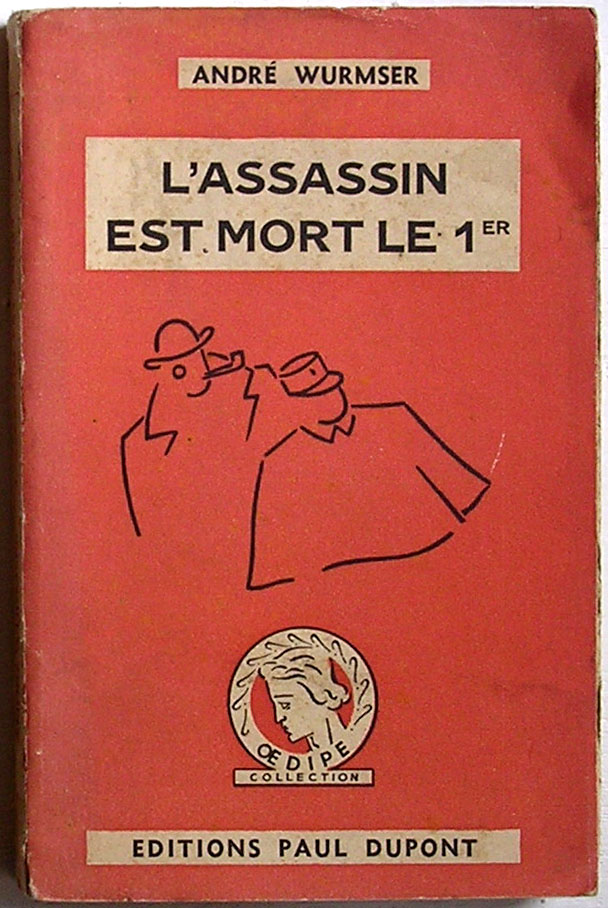 ANDRÉ WURMSER
L'ASSASSIN
EST MORT LE 1ER
ŒDIPE
COLLECTION
EDITIONS PAUL DUPONT